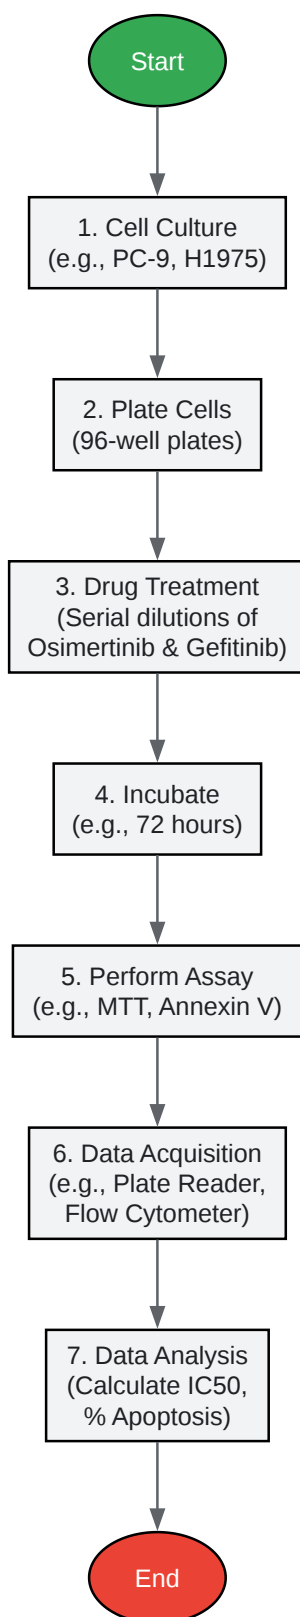 Start
1. Cell Culture
(e.g., PC-9, H1975)
2. Plate Cells
(96-well plates)
3. Drug Treatment
(Serial dilutions of
Osimertinib & Gefitinib)
4. Incubate
(e.g., 72 hours)
5. Perform Assay
(e.g., MTT, Annexin V)
6. Data Acquisition
(e.g., Plate Reader,
Flow Cytometer)
7. Data Analysis
(Calculate IC50,
% Apoptosis)
End